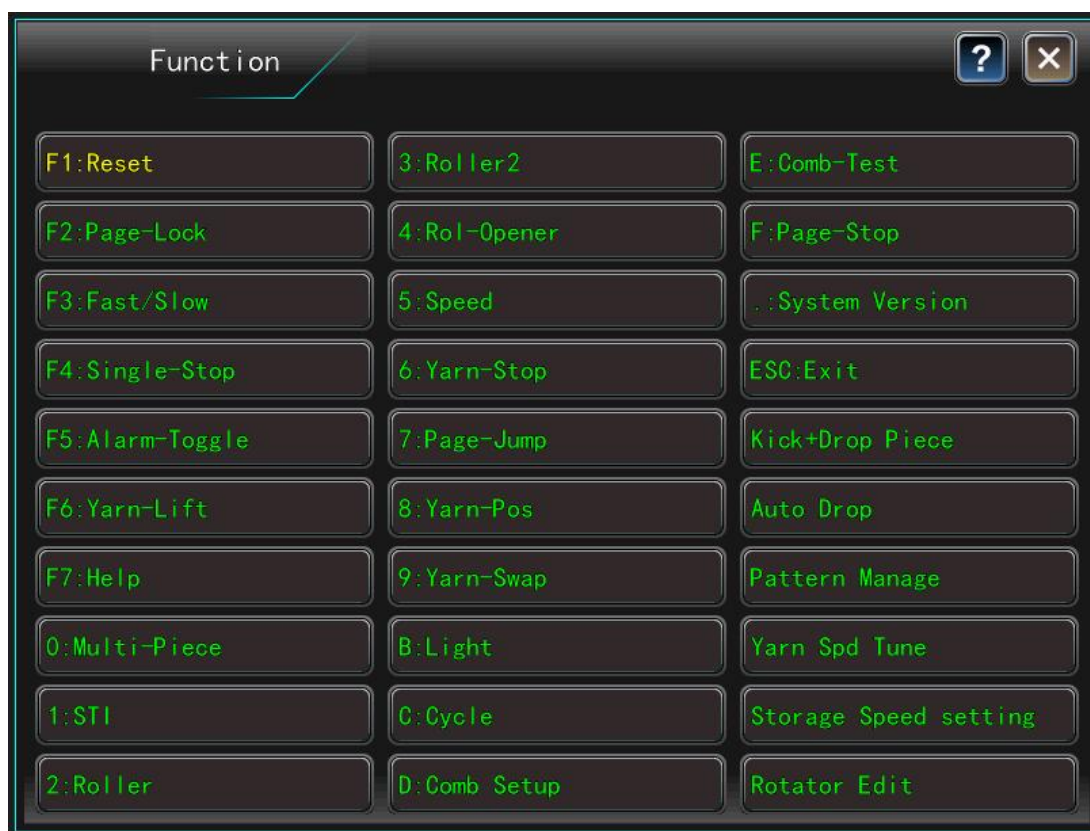 Function
?
×
F1:Reset
F2:Page-Lock
F3:Fast/Slow
F4:Single-Stop
F5:Alarm-Toggle
F6:Yarn-Lift
F7:Help
0:Multi-Piece
1:STI
2:Roller
3:Roller2
4:Rol-Opener
5:Speed
6:Yarn-Stop
7:Page-Jump
8:Yarn-Pos
9:Yarn-Swap
B:Light
C:Cycle
D:Comb Setup
E:Comb-Test
F:Page-Stop
.:System Version
ESC:Exit
Kick+Drop Piece
Auto Drop
Pattern Manage
Yarn Spd Tune
Storage Speed setting
Rotator Edit